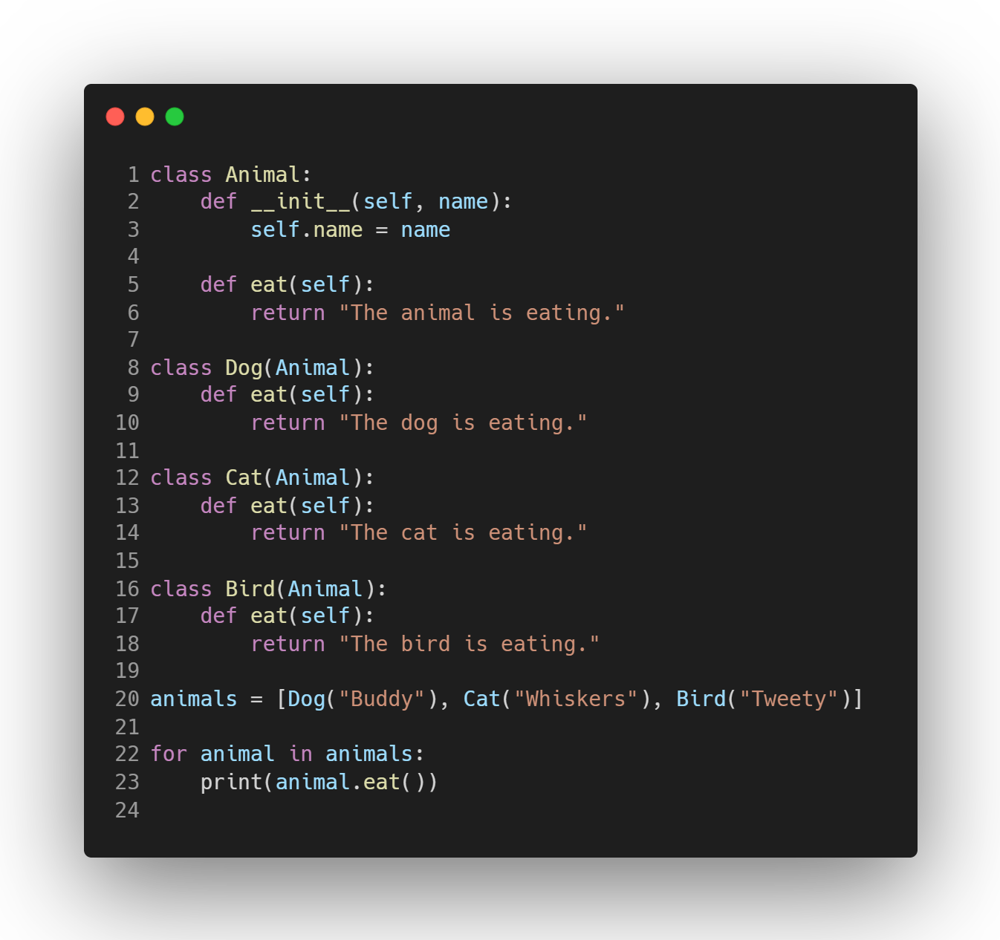 1 class Animal:
2     def __init__(self, name):
3         self.name = name
4
5     def eat(self):
6         return "The animal is eating."
7
8 class Dog(Animal):
9     def eat(self):
10         return "The dog is eating."
11
12 class Cat(Animal):
13     def eat(self):
14         return "The cat is eating."
15
16 class Bird(Animal):
17     def eat(self):
18         return "The bird is eating."
19
20 animals = [Dog("Buddy"), Cat("Whiskers"), Bird("Tweety")]
21
22 for animal in animals:
23     print(animal.eat())
24